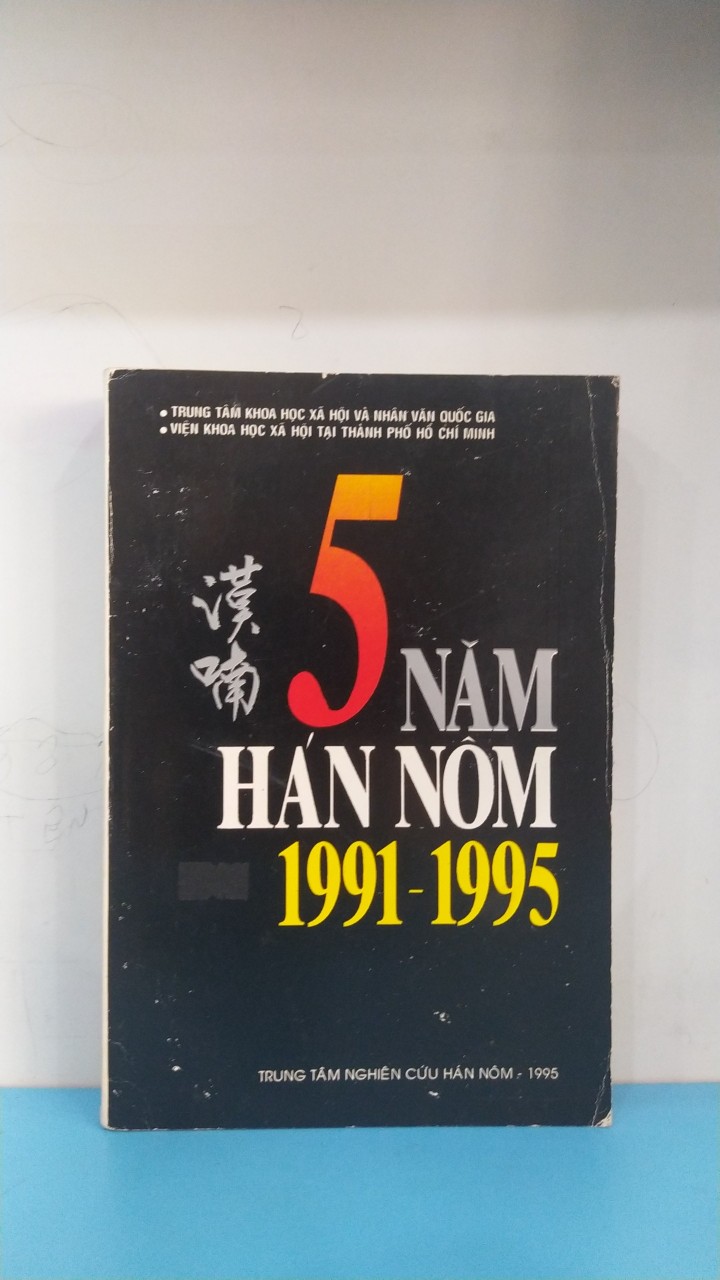 • TRUNG TÂM KHOA HỌC XÃ HỘI VÀ NHÂN VĂN QUỐC GIA
• VIỆN KHOA HỌC XÃ HỘI TẠI THÀNH PHỐ HỒ CHÍ MINH
漢
喃
5 NĂM
HÁN NÔM
1991-1995
TRUNG TÂM NGHIÊN CỨU HÁN NÔM - 1995